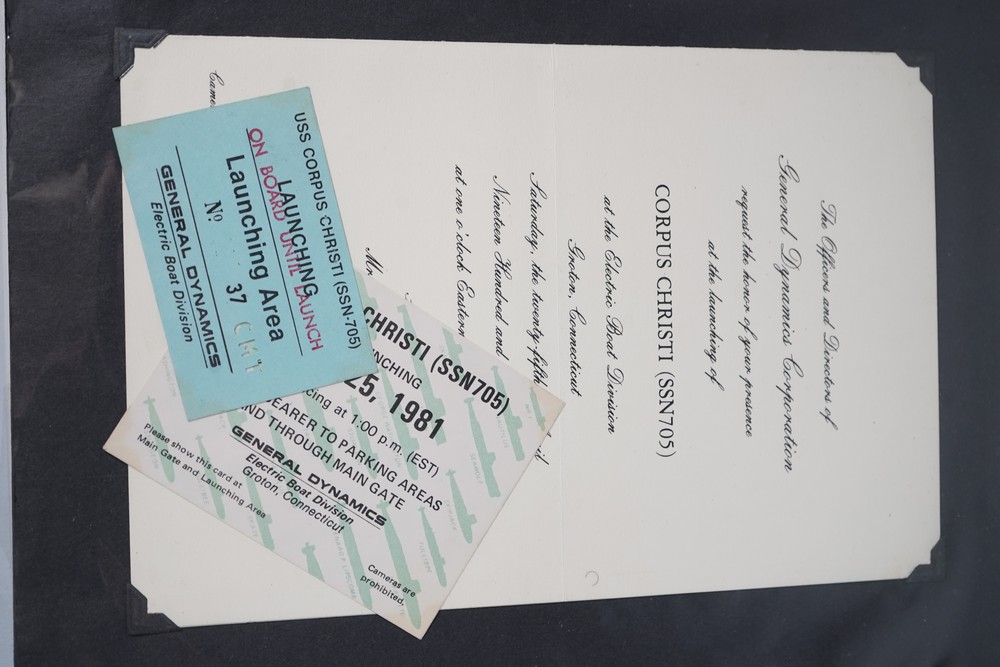 The Officers and Directors of
General Dynamics Corporation
request the honor of your presence
at the launching of
CORPUS CHRISTI (SSN705)
at the Electric Boat Division
Groton, Connecticut
Saturday, the twenty-fifth
Nineteen Hundred and
at one o'clock Eastern
Mr
USS CORPUS CHRISTI (SSN-705)
LAUNCHING
ON BOARD UNTIL LAUNCH
Launching Area
No 37
GENERAL DYNAMICS
Electric Boat Division
CHRISTI (SSN705)
25, 1981
at 1:00 p.m. (EST)
TO PARKING AREAS
THROUGH MAIN GATE
GENERAL DYNAMICS
Electric Boat Division
Groton, Connecticut
Please show this card at
Main Gate and Launching Area
Cameras are
prohibited.